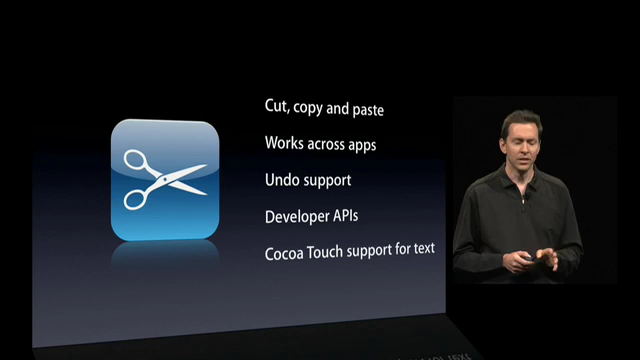 Cut, copy and paste
Works across apps
Undo support
Developer APIs
Cocoa Touch support for text